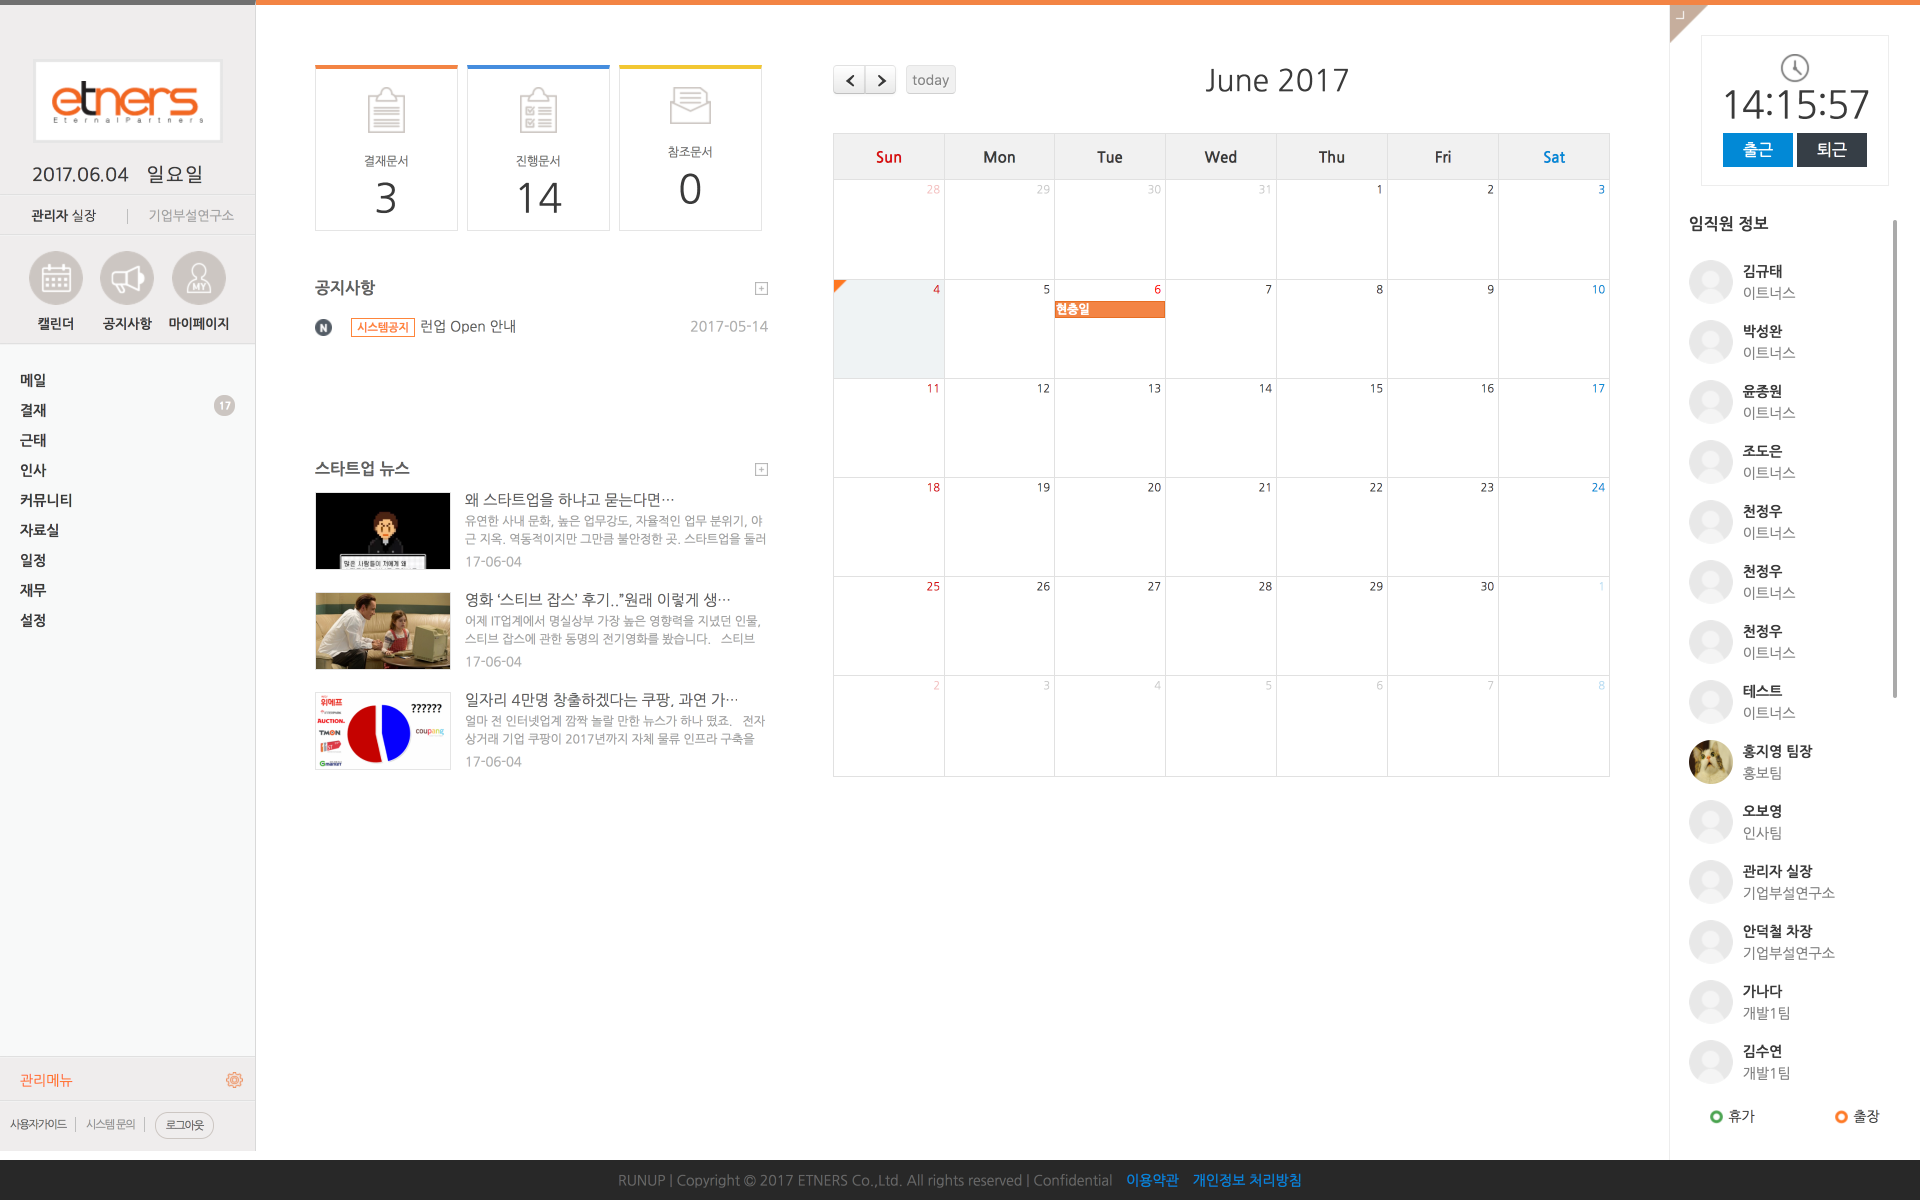 etners
EternalPartners
2017.06.04 일요일
관리자 실장 | 기업부설연구소
캘린더 공지사항 마이페이지
메일
결재 17
근태
인사
커뮤니티
자료실
일정
재무
설정
관리메뉴
사용자가이드 | 시스템 문의 | 로그아웃
결재문서
3
진행문서
14
참조문서
0
공지사항
N 시스템공지 런업 Open 안내 2017-05-14
스타트업 뉴스
많은 사람들이 저에게 왜
왜 스타트업을 하냐고 묻는다면…
유연한 사내 문화, 높은 업무강도, 자율적인 업무 분위기, 야
근 지옥. 역동적이지만 그만큼 불안정한 곳. 스타트업을 둘러
17-06-04
영화 ‘스티브 잡스’ 후기..”원래 이렇게 생…
어제 IT업계에서 명실상부 가장 높은 영향력을 지녔던 인물,
스티브 잡스에 관한 동명의 전기영화를 봤습니다. 스티브
17-06-04
위메프
AUCTION.
TMON
Gmarket
??????
coupang
일자리 4만명 창출하겠다는 쿠팡, 과연 가…
얼마 전 인터넷업계 깜짝 놀랄 만한 뉴스가 하나 떴죠. 전자
상거래 기업 쿠팡이 2017년까지 자체 물류 인프라 구축을
17-06-04
today
June 2017
Sun Mon Tue Wed Thu Fri Sat
28 29 30 31 1 2 3
4 5 6 7 8 9 10
현충일
11 12 13 14 15 16 17
18 19 20 21 22 23 24
25 26 27 28 29 30 1
2 3 4 5 6 7 8
14:15:57
출근 퇴근
임직원 정보
김규태
이트너스
박성완
이트너스
윤종원
이트너스
조도은
이트너스
천정우
이트너스
천정우
이트너스
천정우
이트너스
테스트
이트너스
홍지영 팀장
홍보팀
오보영
인사팀
관리자 실장
기업부설연구소
안덕철 차장
기업부설연구소
가나다
개발1팀
김수연
개발1팀
휴가 출장
RUNUP | Copyright © 2017 ETNERS Co.,Ltd. All rights reserved | Confidential 이용약관 개인정보 처리방침